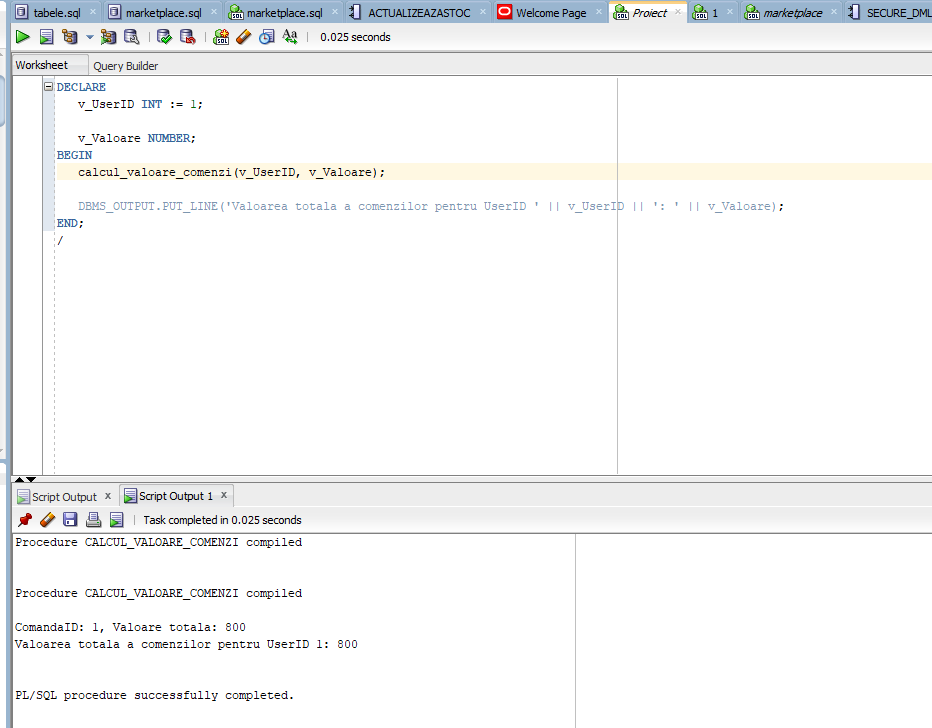 tabele.sql marketplace.sql marketplace.sql ACTUALIZEAZASTOC Welcome Page Proiect 1 marketplace SECURE_DML
0.025 seconds
Worksheet Query Builder
DECLARE
v_UserID INT := 1;
v_Valoare NUMBER;
BEGIN
calcul_valoare_comenzi(v_UserID, v_Valoare);
DBMS_OUTPUT.PUT_LINE('Valoarea totala a comenzilor pentru UserID ' || v_UserID || ': ' || v_Valoare);
END;
/
Script Output Script Output 1
Task completed in 0.025 seconds
Procedure CALCUL_VALOARE_COMENZI compiled
Procedure CALCUL_VALOARE_COMENZI compiled
ComandaID: 1, Valoare totala: 800
Valoarea totala a comenzilor pentru UserID 1: 800
PL/SQL procedure successfully completed.